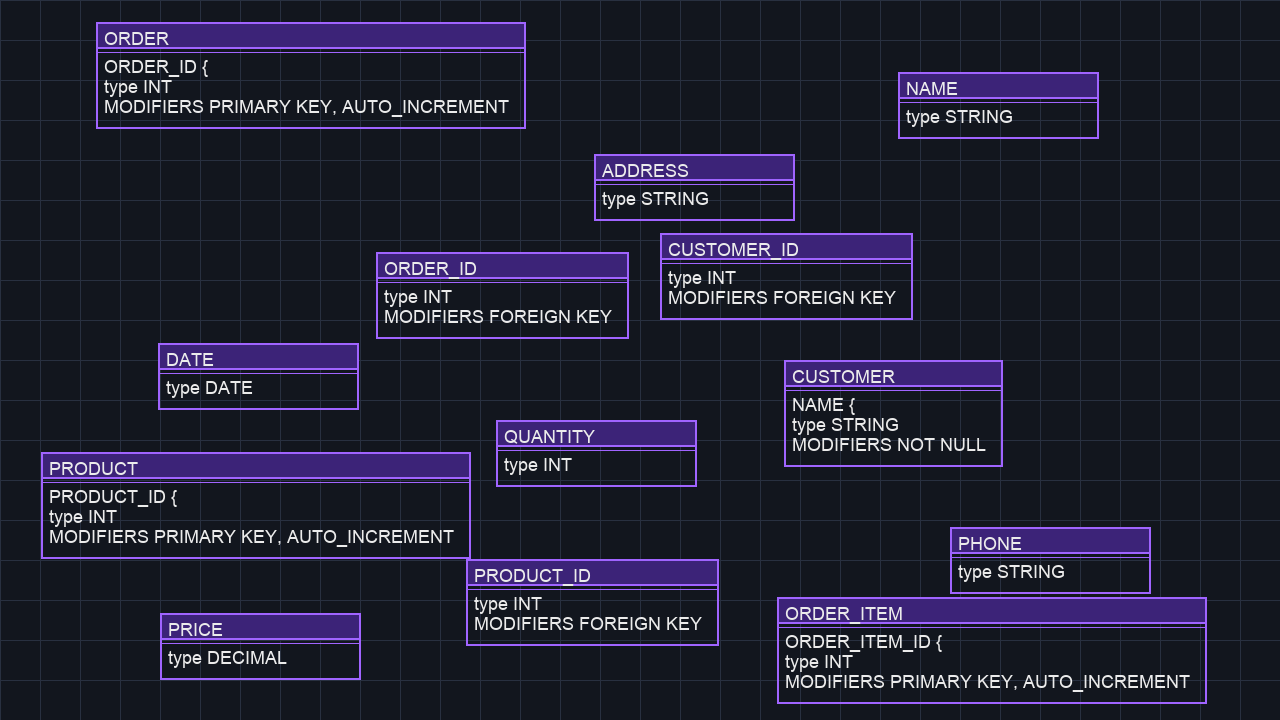 ORDER
ORDER_ID {
type INT
MODIFIERS PRIMARY KEY, AUTO_INCREMENT
NAME
type STRING
ADDRESS
type STRING
CUSTOMER_ID
type INT
MODIFIERS FOREIGN KEY
ORDER_ID
type INT
MODIFIERS FOREIGN KEY
DATE
type DATE
CUSTOMER
NAME {
type STRING
MODIFIERS NOT NULL
QUANTITY
type INT
PRODUCT
PRODUCT_ID {
type INT
MODIFIERS PRIMARY KEY, AUTO_INCREMENT
PHONE
type STRING
PRODUCT_ID
type INT
MODIFIERS FOREIGN KEY
ORDER_ITEM
ORDER_ITEM_ID {
type INT
MODIFIERS PRIMARY KEY, AUTO_INCREMENT
PRICE
type DECIMAL